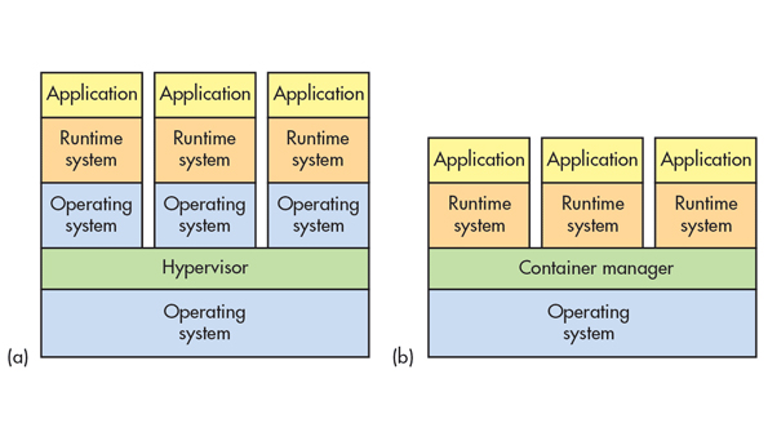 Application Application Application
Runtime system Runtime system Runtime system
Operating system Operating system Operating system
Hypervisor
Operating system
(a)
Application Application Application
Runtime system Runtime system Runtime system
Container manager
Operating system
(b)